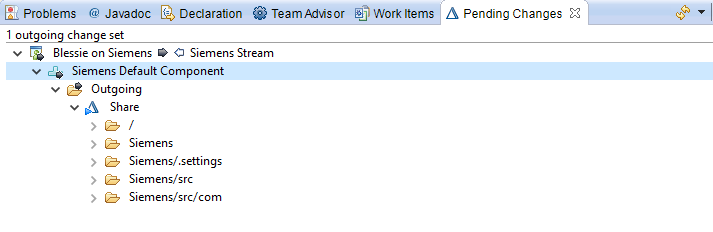 Problems @ Javadoc Declaration Team Advisor Work Items Pending Changes
1 outgoing change set
Blessie on Siemens Siemens Stream
Siemens Default Component
Outgoing
Share
/
Siemens
Siemens/.settings
Siemens/src
Siemens/src/com